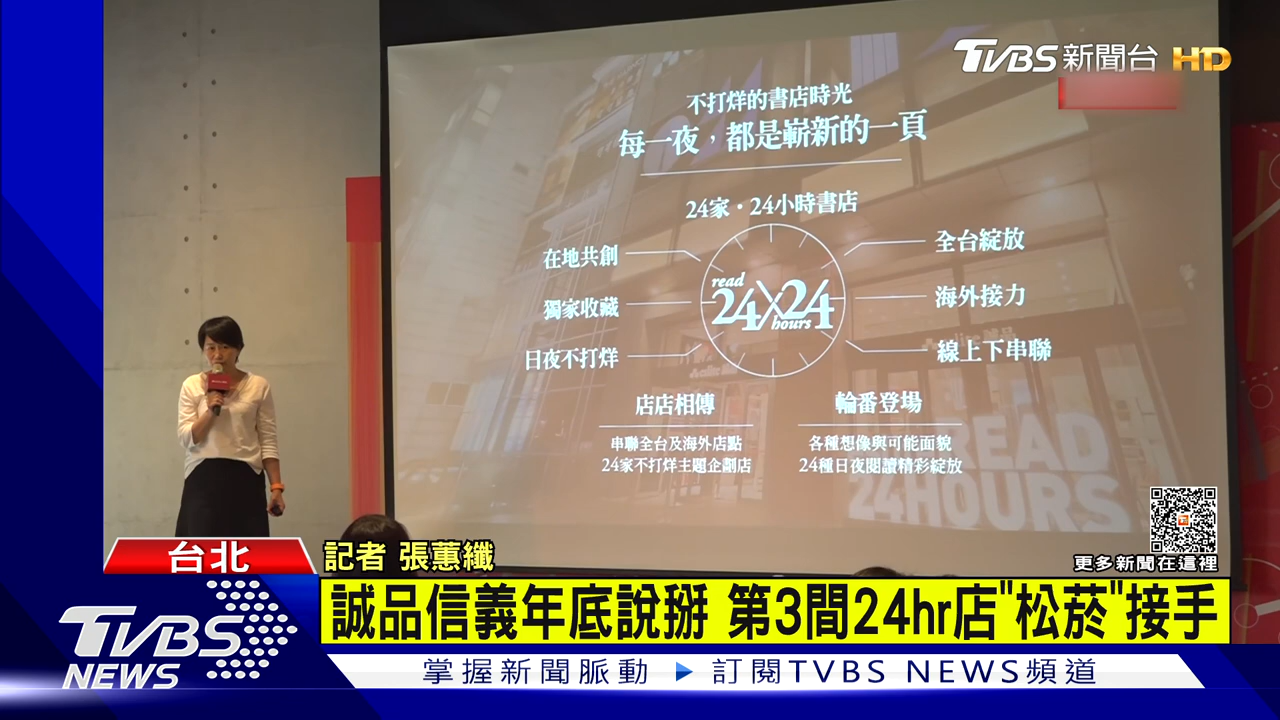 TVBS新聞台 HD
不打烊的書店時光
每一夜，都是嶄新的一頁
24家・24小時書店
在地共創
獨家收藏
日夜不打烊
read
24X24
hours
全台綻放
海外接力
線上下串聯
店店相傳
串聯全台及海外店點
24家不打烊主題企劃店
輪番登場
各種想像與可能面貌
24種日夜閱讀精彩綻放
READ
24HOURS
更多新聞在這裡
台北
記者 張蕙纖
誠品信義年底說掰 第3間24hr店"松菸"接手
TVBS
NEWS
掌握新聞脈動 ▶ 訂閱TVBS NEWS頻道